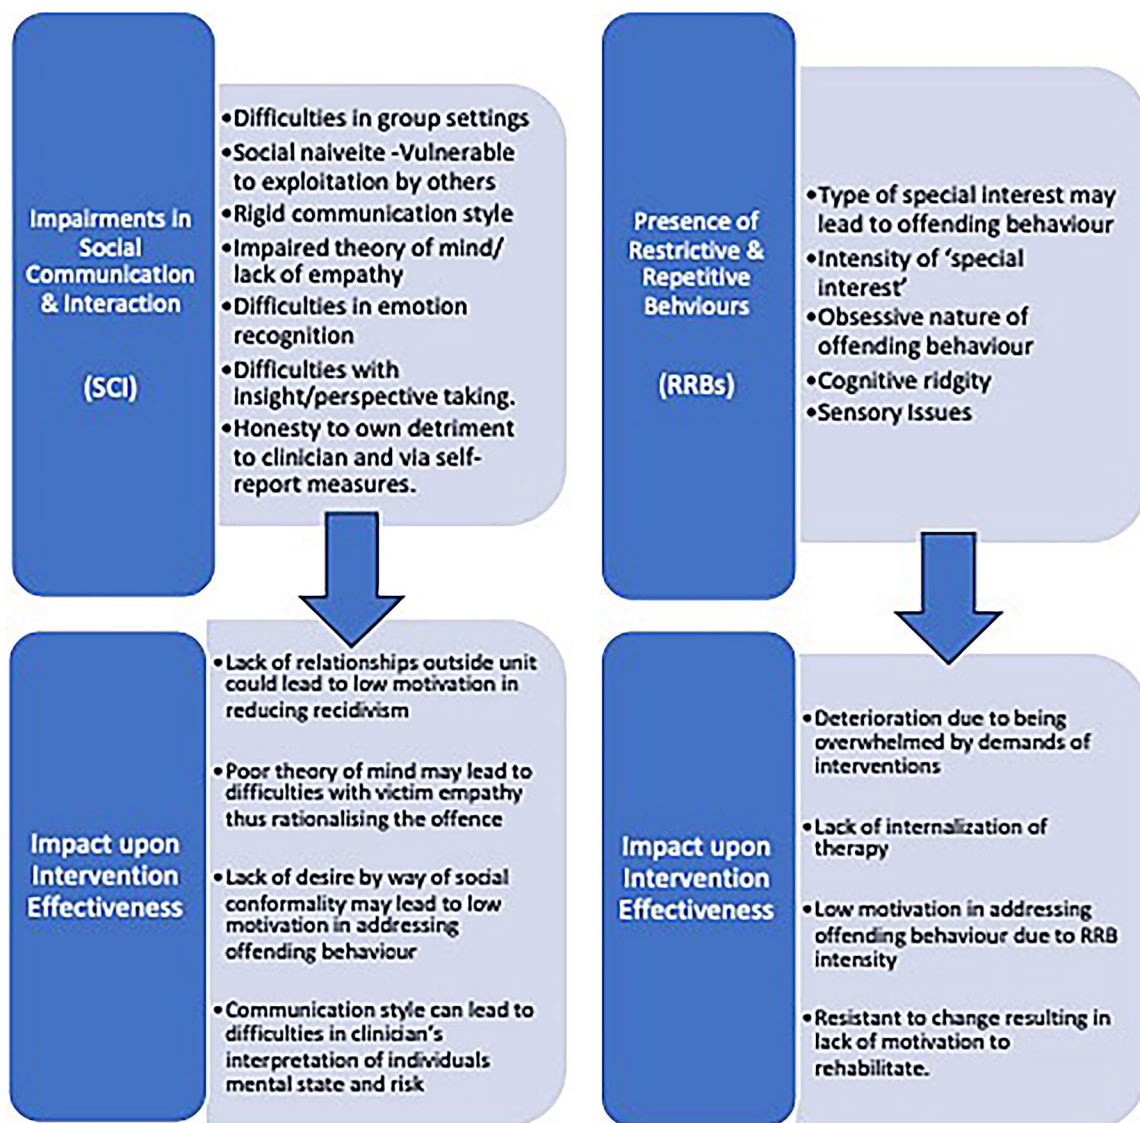 Impairments in
Social
Communication
& Interaction
(SCI)
•Difficulties in group settings
•Social naiveite -Vulnerable
to exploitation by others
•Rigid communication style
•Impaired theory of mind/
lack of empathy
•Difficulties in emotion
recognition
•Difficulties with
insight/perspective taking.
•Honesty to own detriment
to clinician and via self-
report measures.
Presence of
Restrictive &
Repetitive
Behviours
(RRBs)
•Type of special interest may
lead to offending behaviour
•Intensity of ‘special
interest’
•Obsessive nature of
offending behaviour
•Cognitive ridgity
•Sensory Issues
Impact upon
Intervention
Effectiveness
•Lack of relationships outside unit
could lead to low motivation in
reducing recidivism
•Poor theory of mind may lead to
difficulties with victim empathy
thus rationalising the offence
•Lack of desire by way of social
conformality may lead to low
motivation in addressing
offending behaviour
•Communication style can lead to
difficulties in clinician’s
interpretation of individuals
mental state and risk
Impact upon
Intervention
Effectiveness
•Deterioration due to being
overwhelmed by demands of
interventions
•Lack of internalization of
therapy
•Low motivation in addressing
offending behaviour due to RRB
intensity
•Resistant to change resulting in
lack of motivation to
rehabilitate.